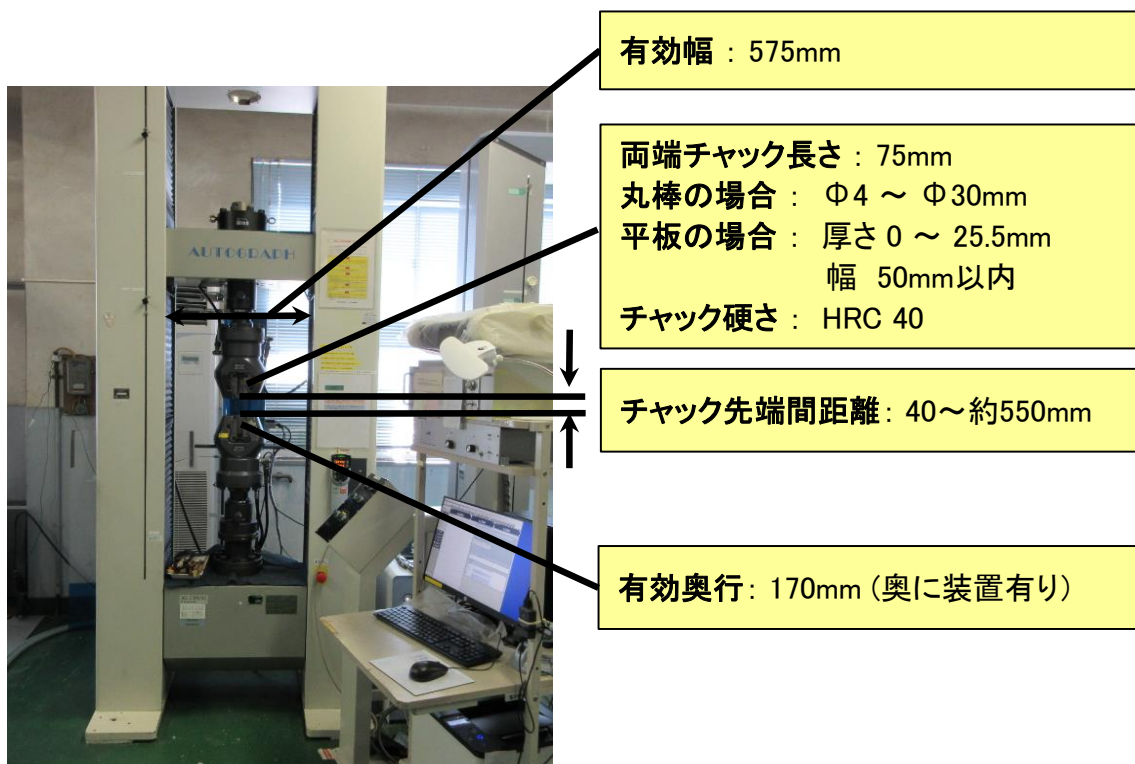 有効幅 : 575mm
両端チャック長さ : 75mm
丸棒の場合 : Φ4 ～ Φ30mm
平板の場合 : 厚さ 0 ～ 25.5mm
幅 50mm以内
チャック硬さ : HRC 40
AUTOGRAPH
チャック先端間距離: 40～約550mm
有効奥行: 170mm (奥に装置有り)